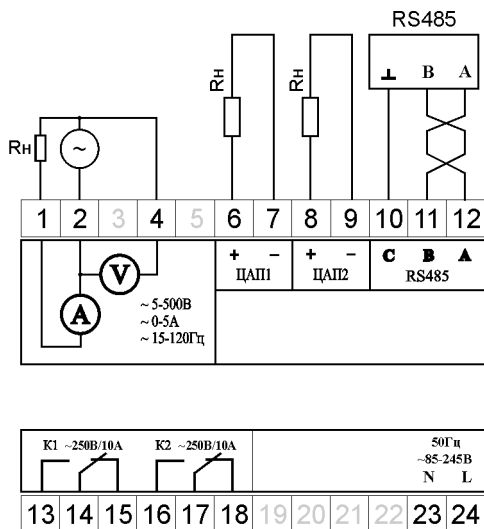 RS485
⊥ B A
Rн
~
Rн
Rн
1 2 3 4 5 6 7 8 9 10 11 12
V
A
~ 5-500В
~ 0-5А
~ 15-120Гц
+ − + −
ЦАП1 ЦАП2
C B A
RS485
К1 ~250В/10А К2 ~250В/10А
50Гц
~85-245В
N L
13 14 15 16 17 18 19 20 21 22 23 24